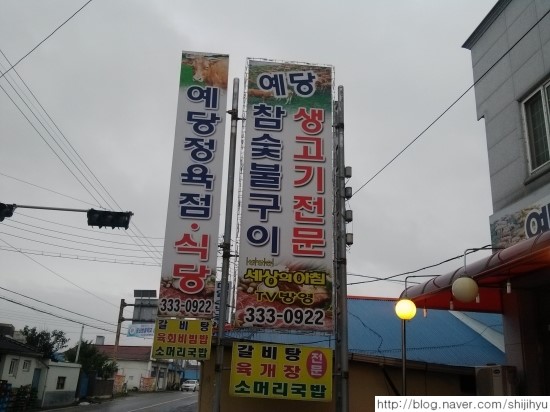 예당정육점·식당
333-0922
갈비탕
육회비빔밥
소머리국밥
예당
참숯불구이
생고기전문
세상의아침
TV방영
333-0922
갈비탕
육개장
소머리국밥
전문
http://blog.naver.com/shijihyu